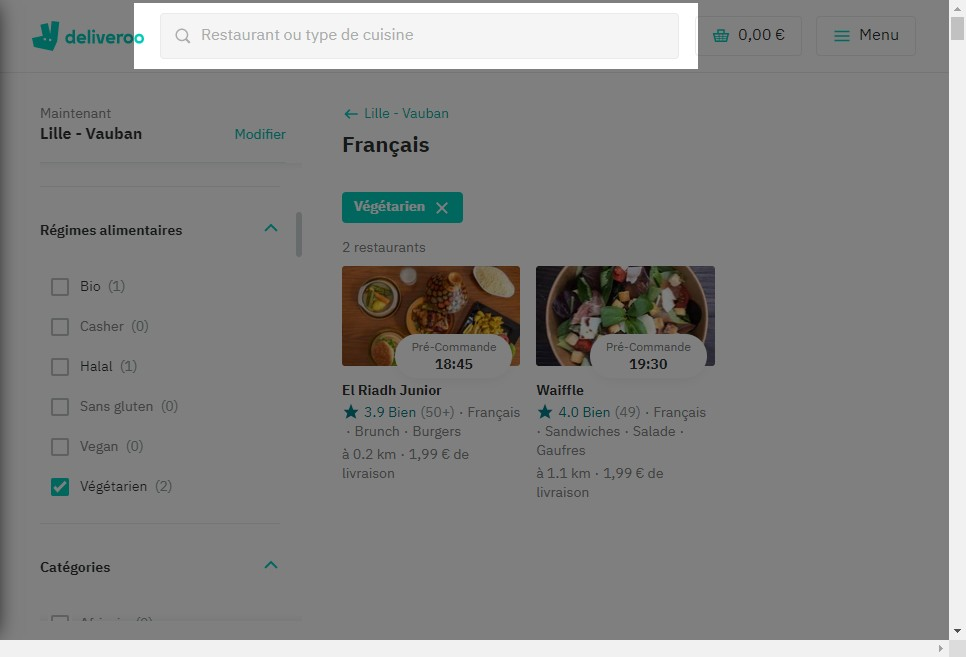 deliveroo
Restaurant ou type de cuisine
0,00 €
Menu
Maintenant
Lille - Vauban
Modifier
Régimes alimentaires
Bio (1)
Casher (0)
Halal (1)
Sans gluten (0)
Vegan (0)
Végétarien (2)
Catégories
Lille - Vauban
Français
Végétarien
2 restaurants
Pré-Commande
18:45
El Riadh Junior
3.9 Bien (50+) · Français
· Brunch · Burgers
à 0.2 km · 1,99 € de
livraison
Pré-Commande
19:30
Waiffle
4.0 Bien (49) · Français
· Sandwiches · Salade ·
Gaufres
à 1.1 km · 1,99 € de
livraison